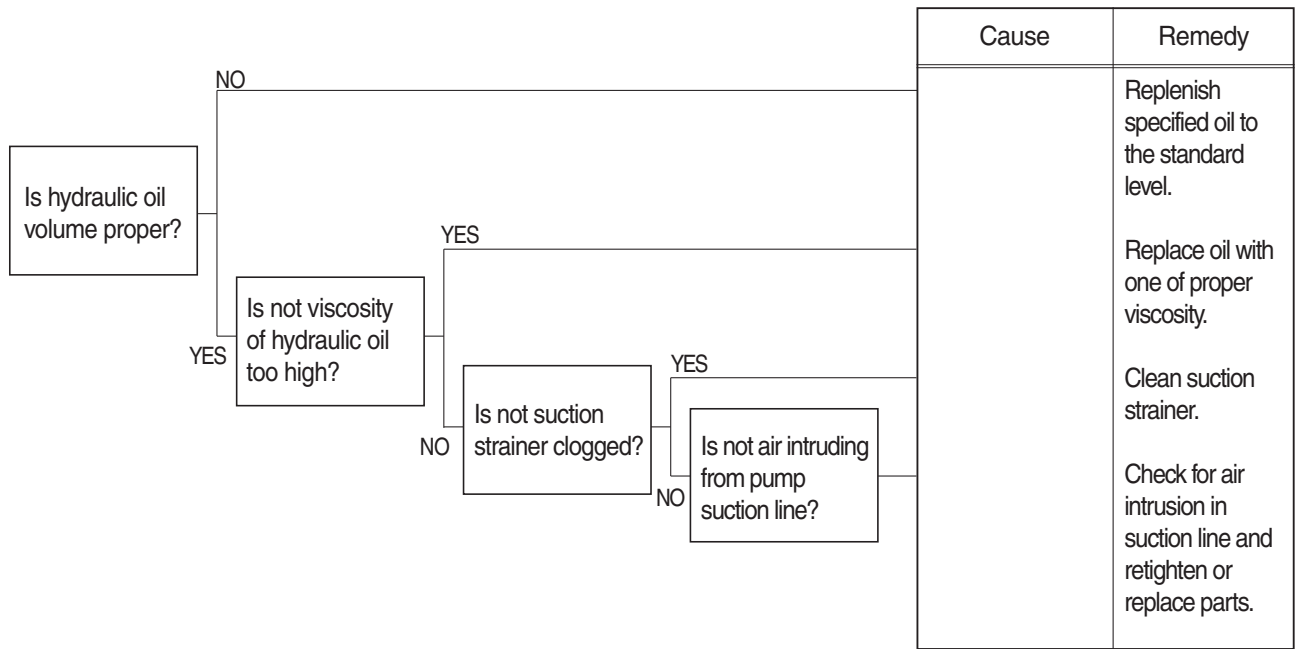 Cause
Remedy
NO
Replenish
specified oil to
the standard
level.
Is hydraulic oil
volume proper?
YES
Replace oil with
one of proper
viscosity.
YES
Is not viscosity
of hydraulic oil
too high?
YES
Clean suction
strainer.
NO
Is not suction
strainer clogged?
NO
Is not air intruding
from pump
suction line?
Check for air
intrusion in
suction line and
retighten or
replace parts.